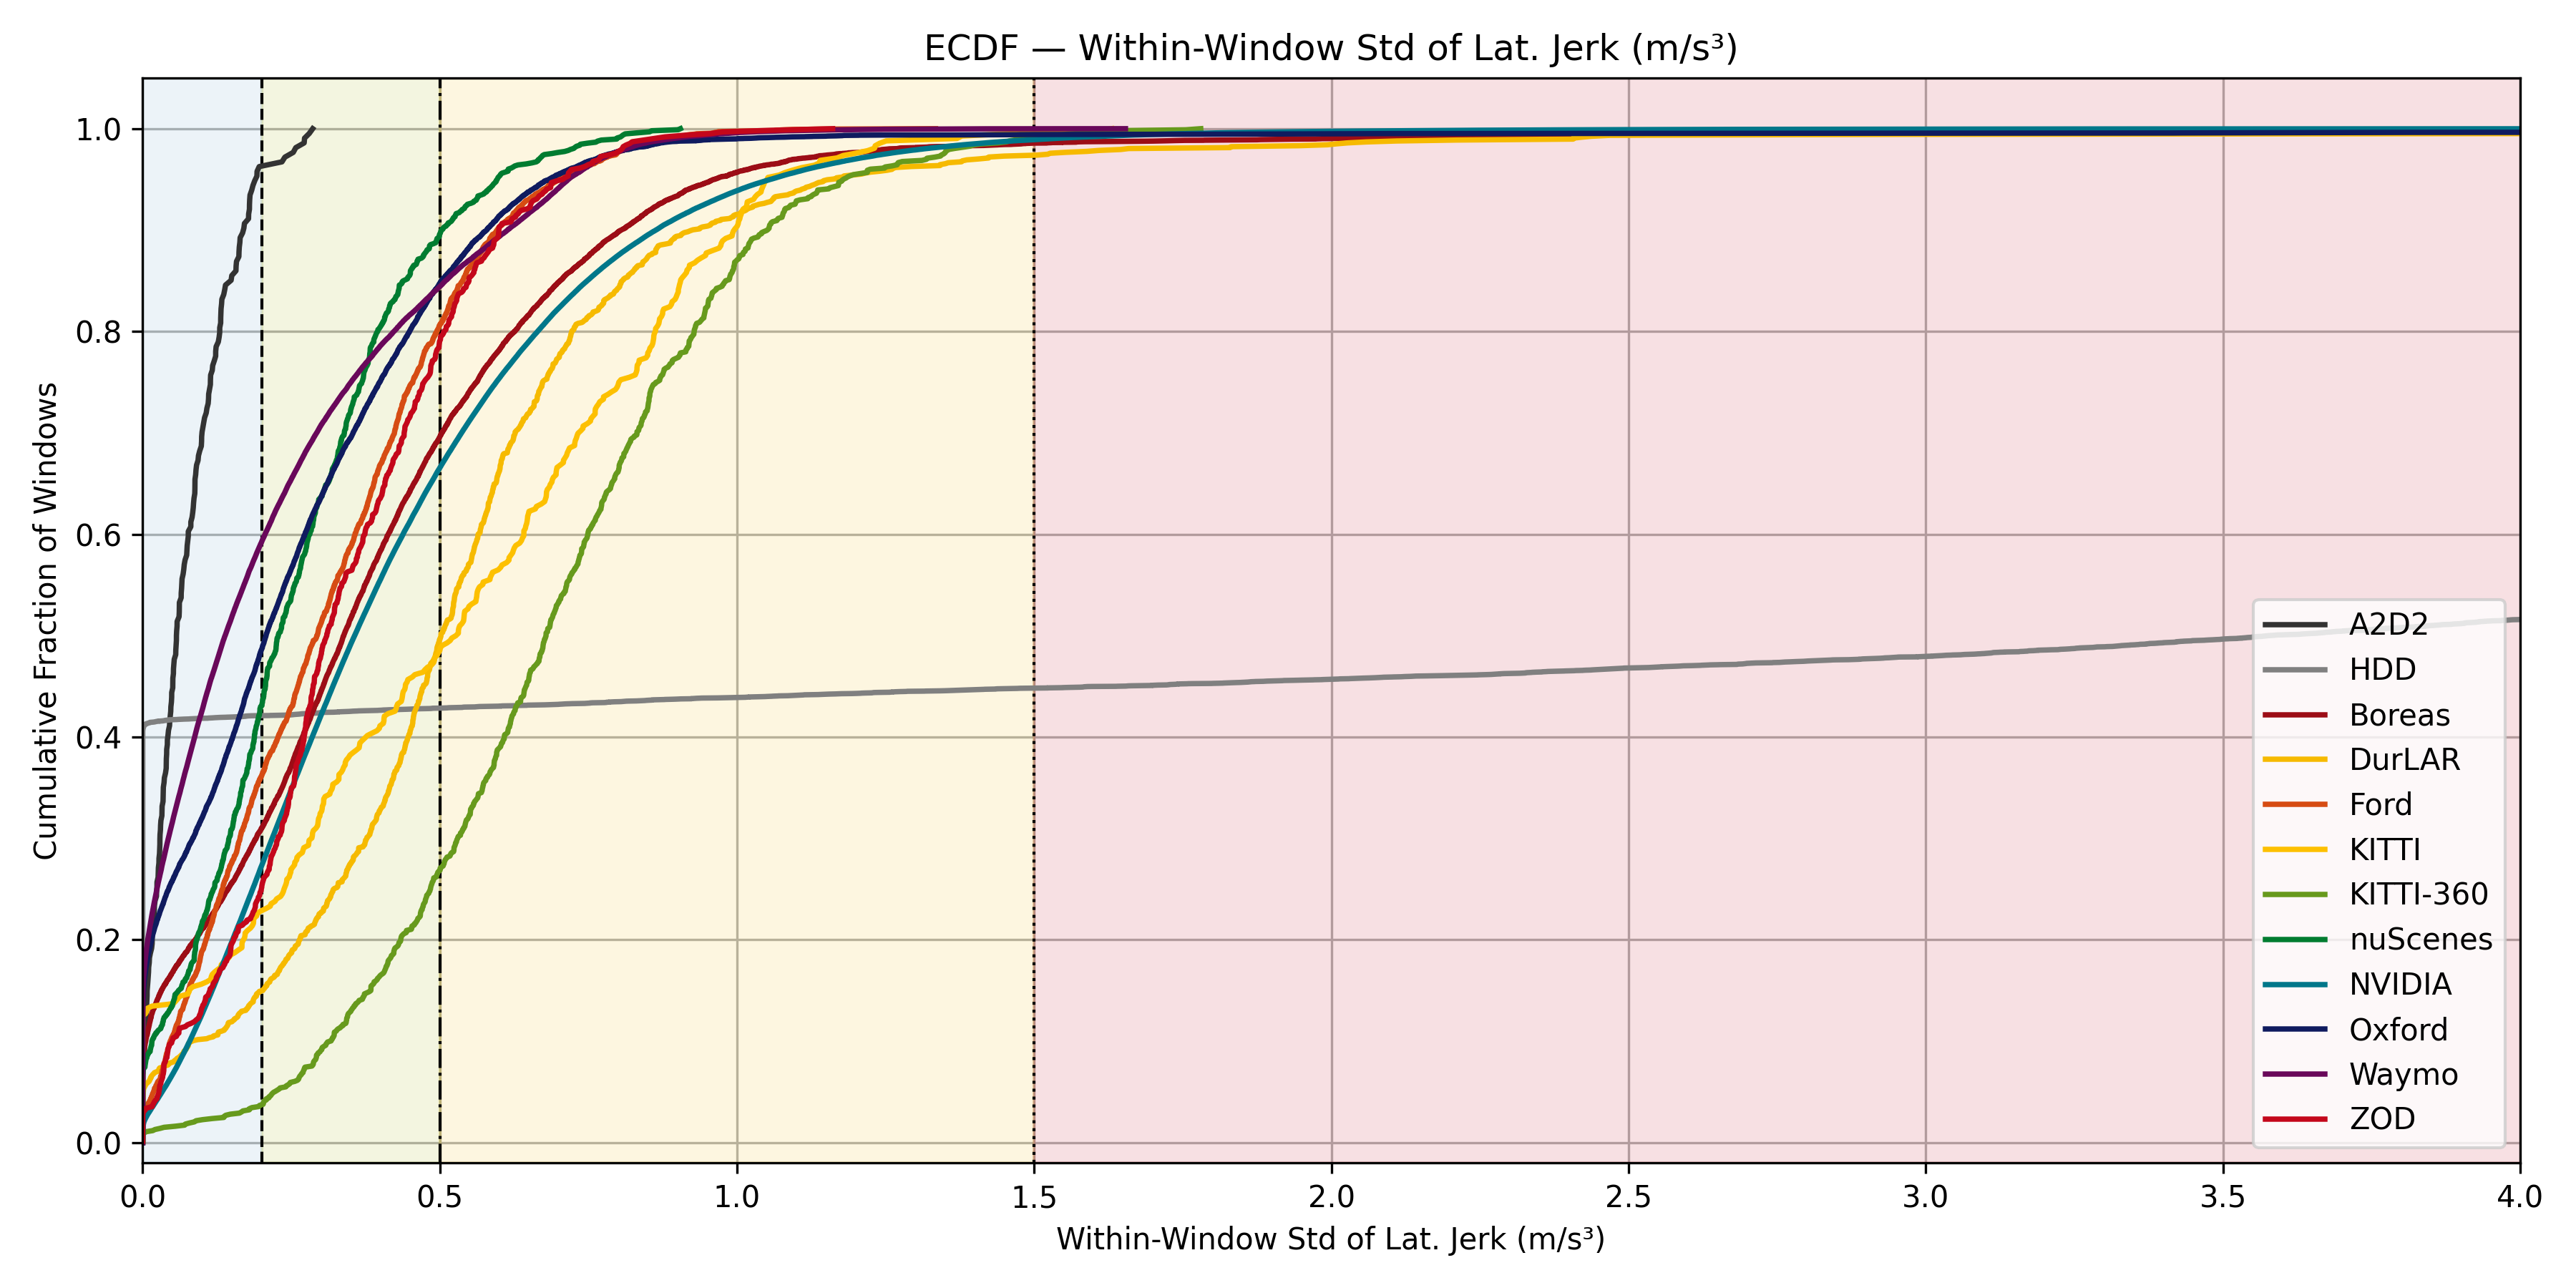 ECDF — Within-Window Std of Lat. Jerk (m/s³)
Cumulative Fraction of Windows
1.0
0.8
0.6
0.4
0.2
0.0
0.0 0.5 1.0 1.5 2.0 2.5 3.0 3.5 4.0
Within-Window Std of Lat. Jerk (m/s³)
A2D2
HDD
Boreas
DurLAR
Ford
KITTI
KITTI-360
nuScenes
NVIDIA
Oxford
Waymo
ZOD